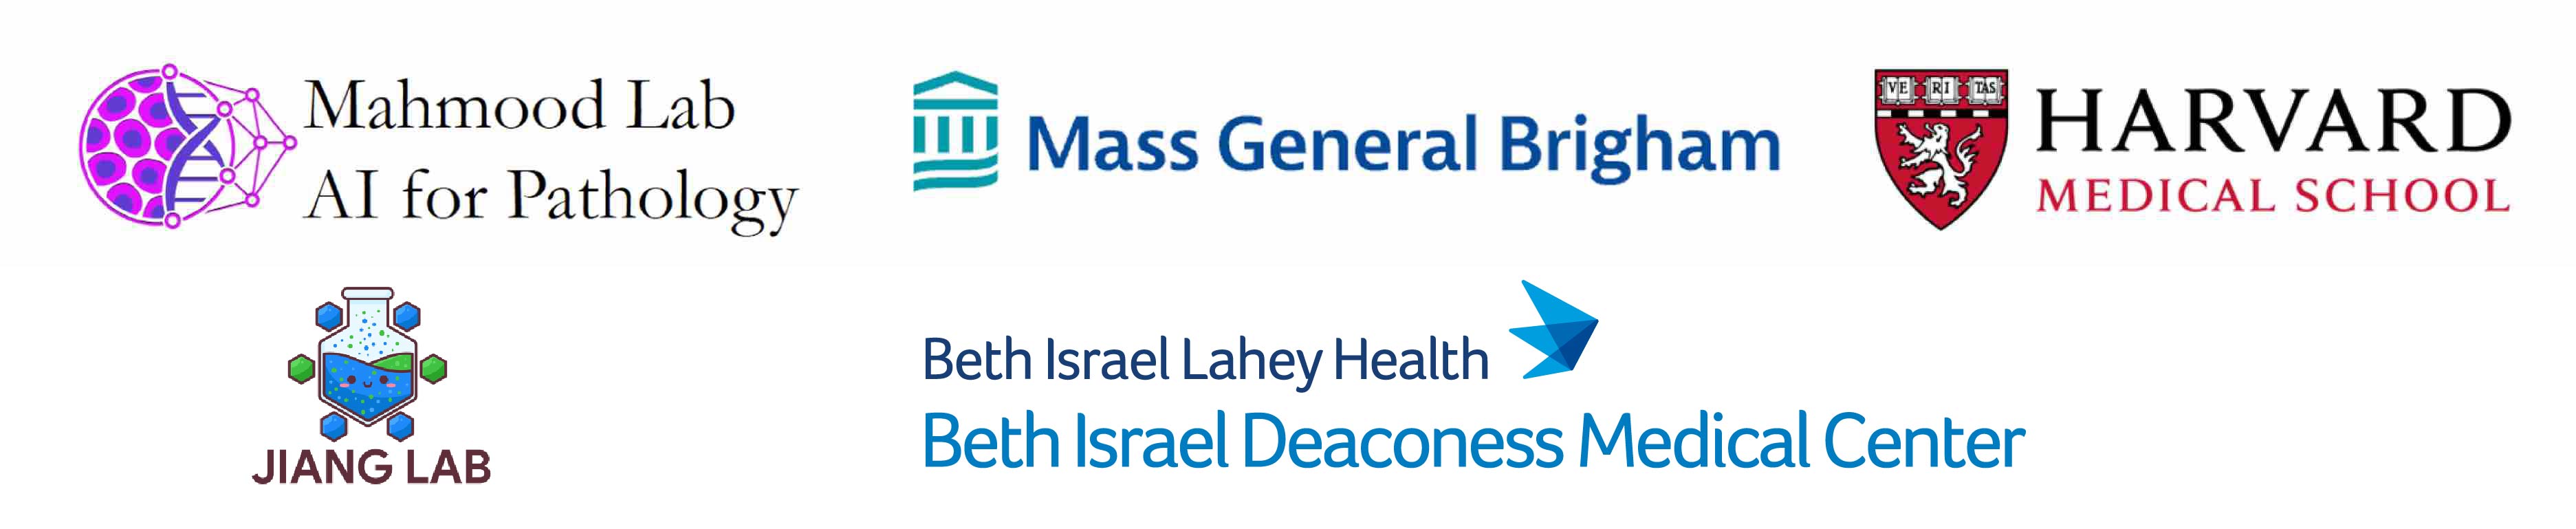 Mahmood Lab
AI for Pathology
Mass General Brigham
VE RI TAS
HARVARD
MEDICAL SCHOOL
JIANG LAB
Beth Israel Lahey Health
Beth Israel Deaconess Medical Center